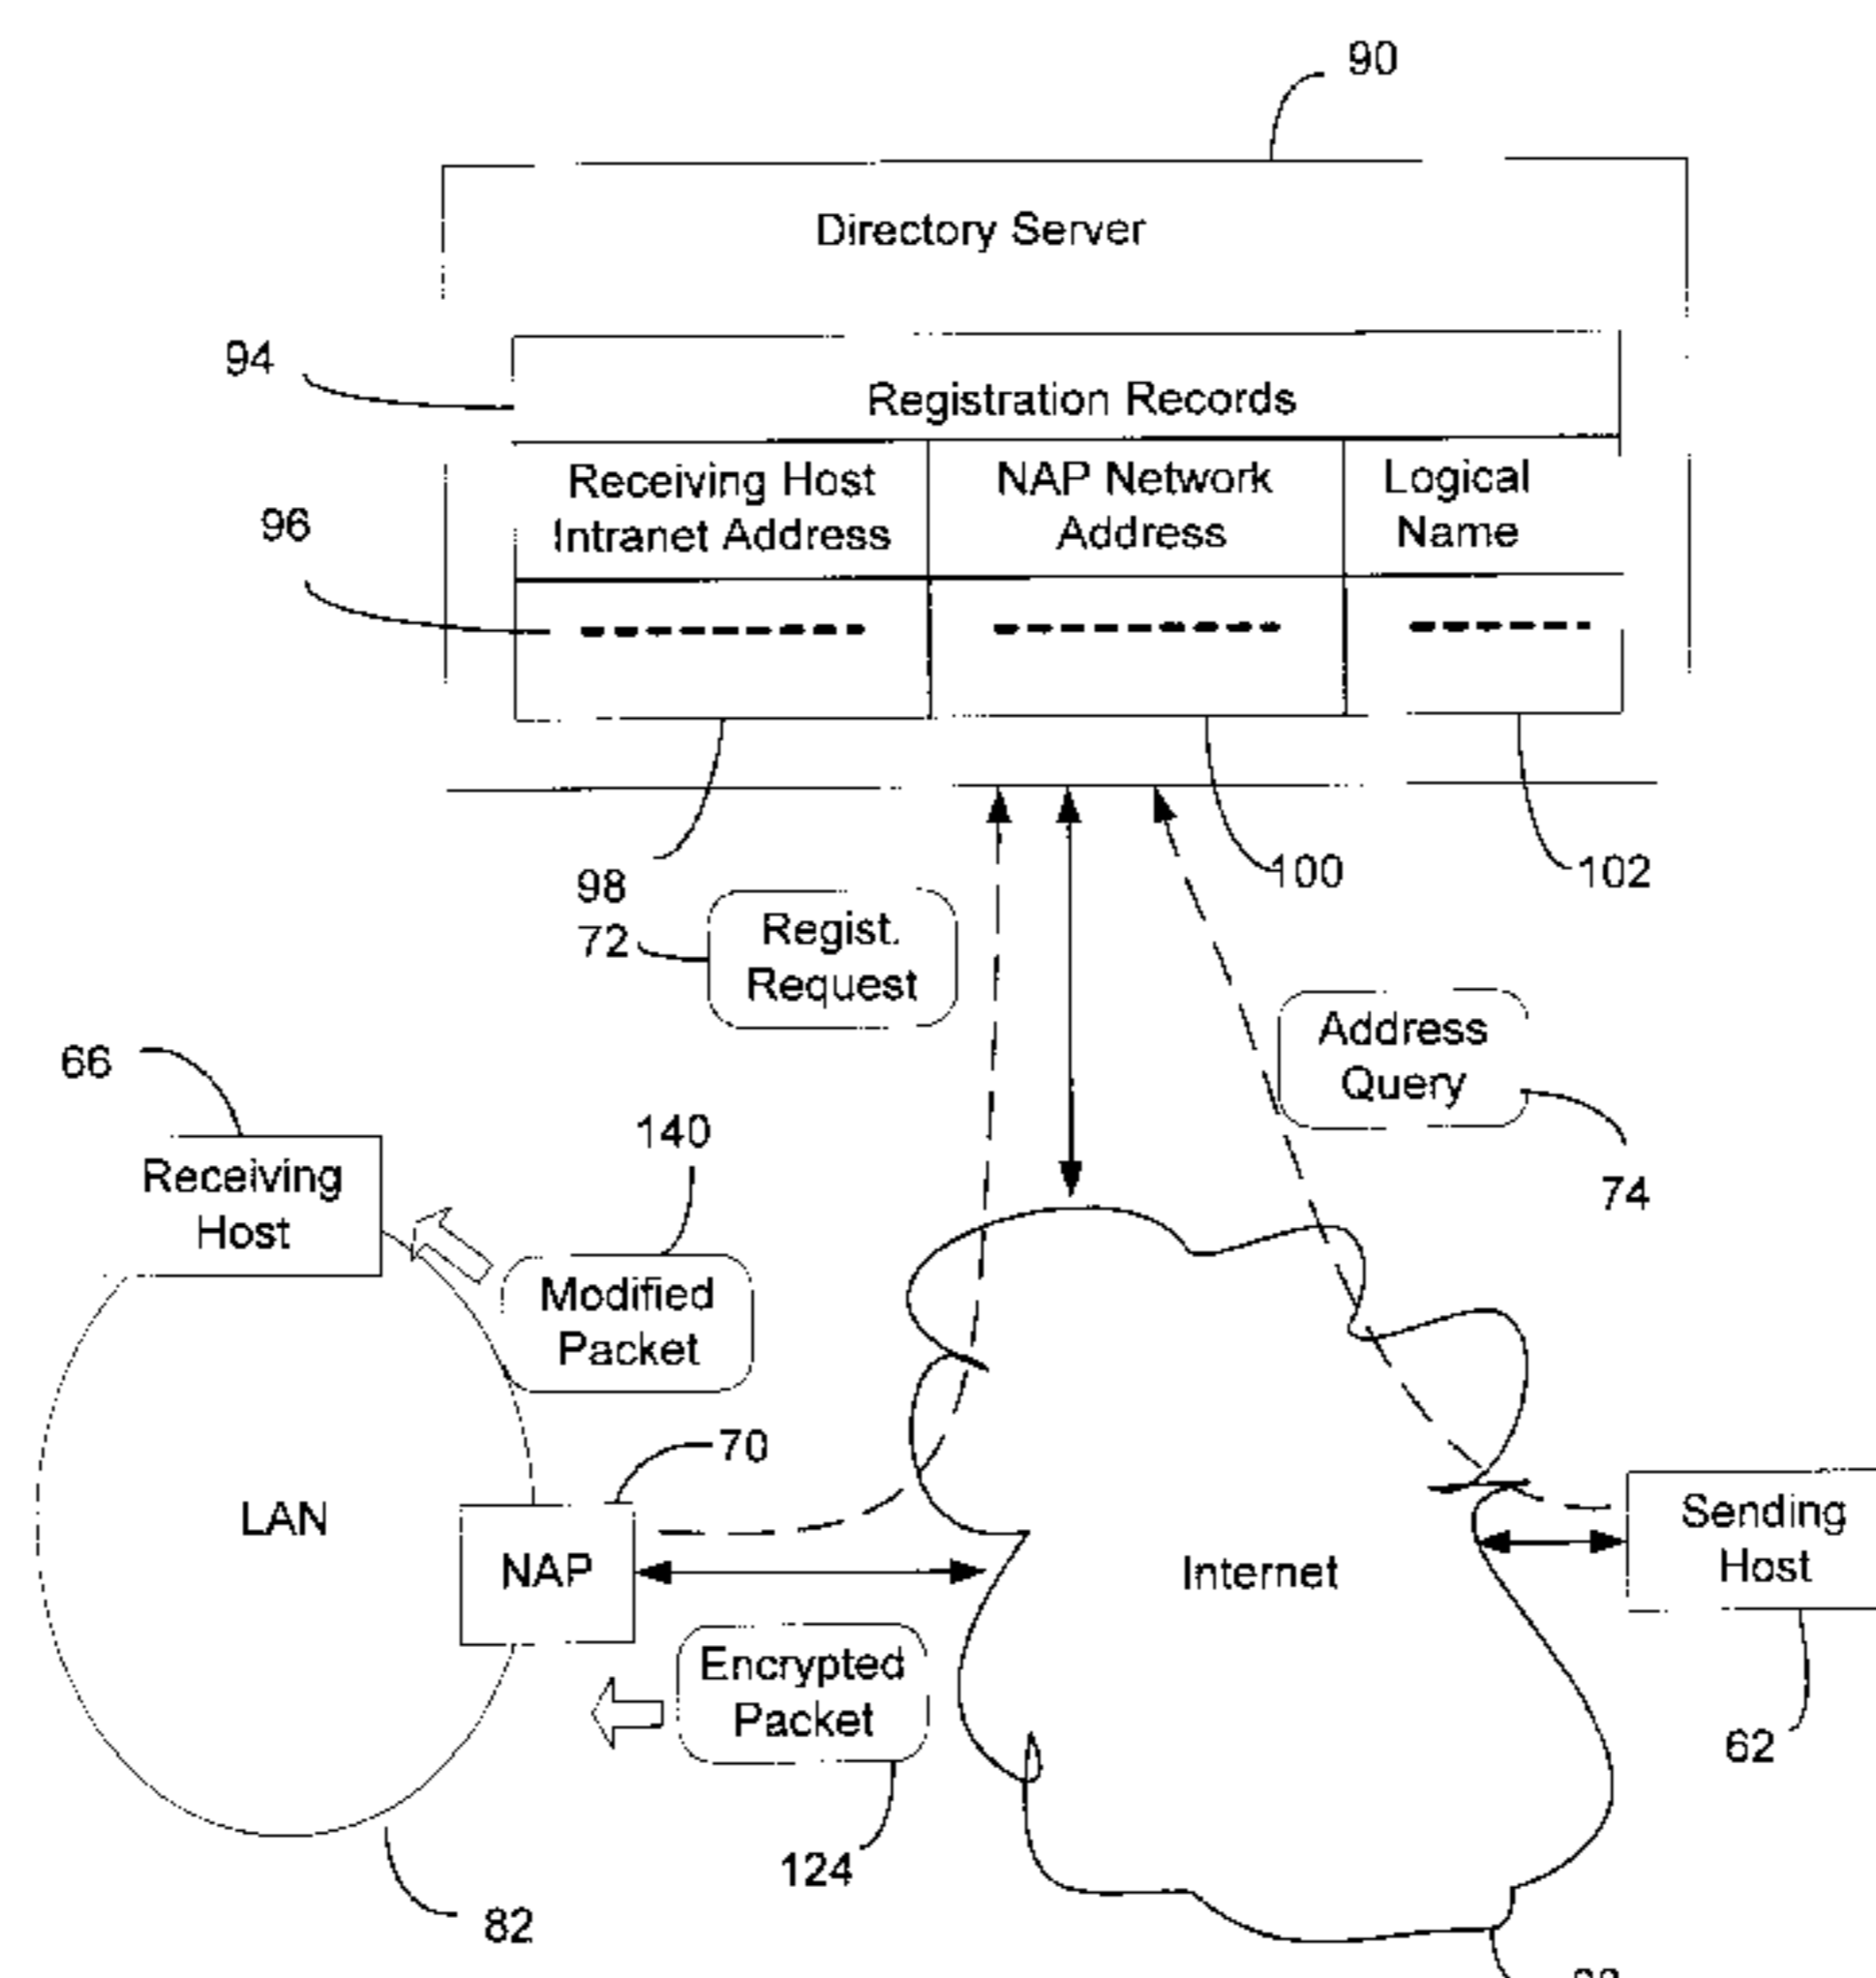 90
Directory Server
94
Registration Records
96
Receiving Host
Intranet Address
NAP Network
Address
Logical
Name
98
100
102
72
Regist.
Request
Address
Query
74
66
Receiving
Host
140
Modified
Packet
70
LAN
NAP
Internet
Sending
Host
Encrypted
Packet
62
124
82